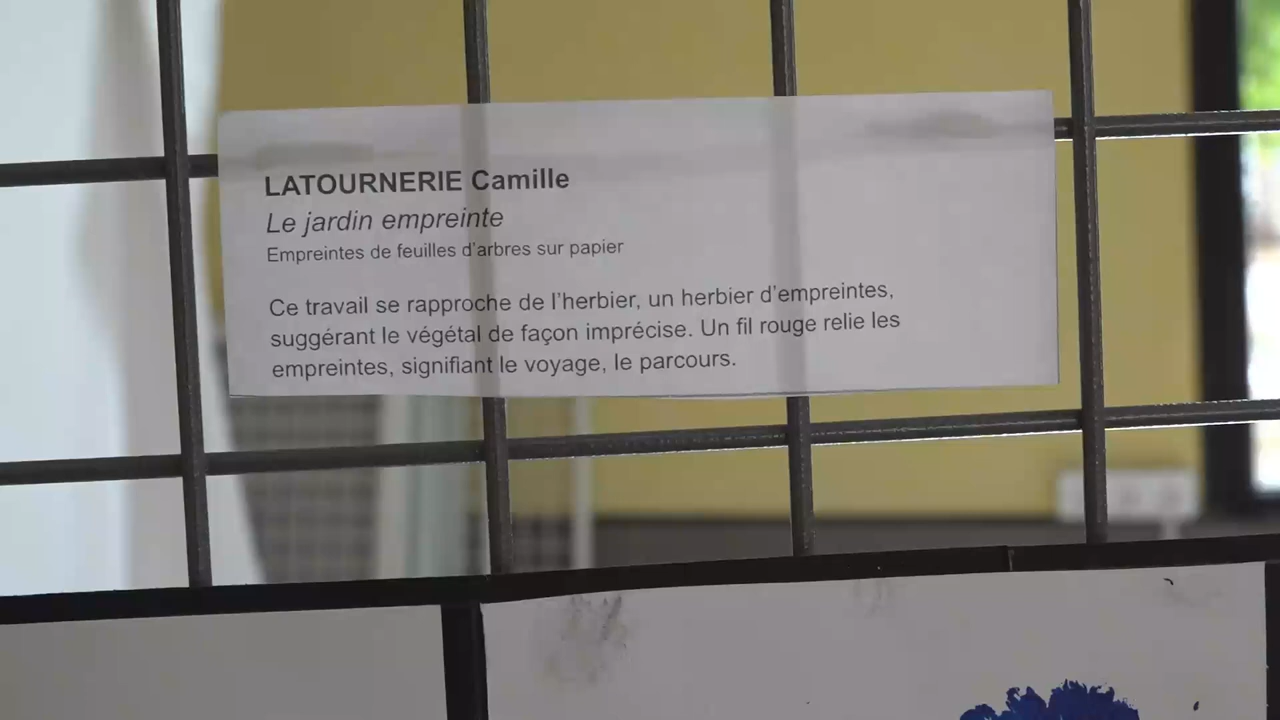 LATOURNERIE Camille
Le jardin empreinte
Empreintes de feuilles d'arbres sur papier
Ce travail se rapproche de l'herbier, un herbier d'empreintes,
suggérant le végétal de façon imprécise. Un fil rouge relie les
empreintes, signifiant le voyage, le parcours.